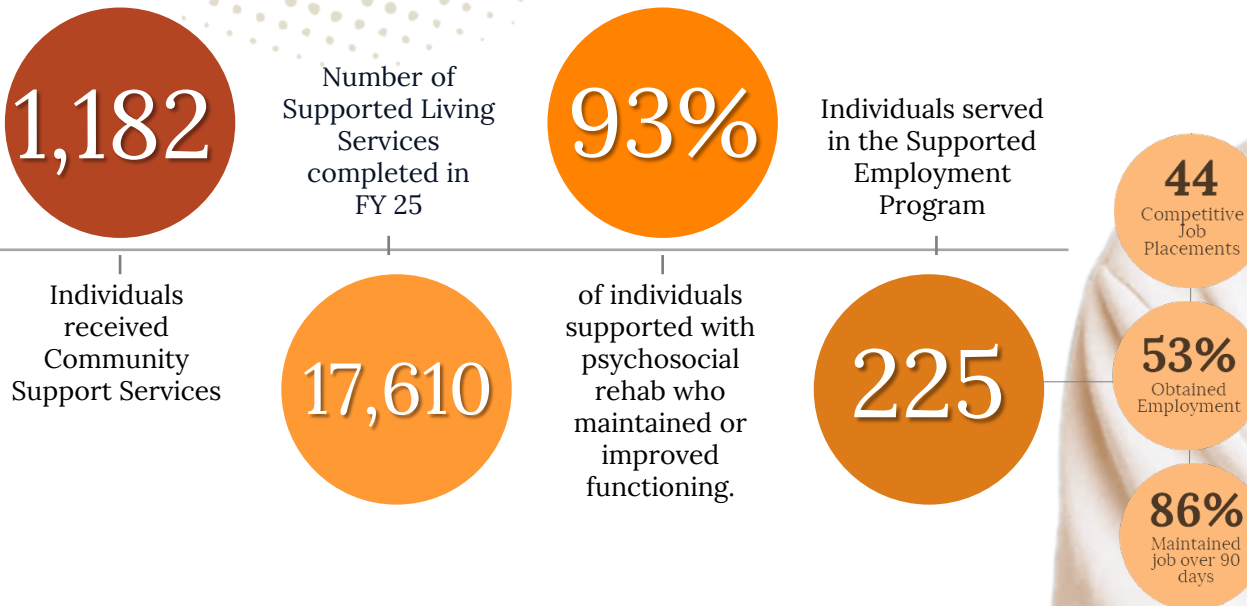 1,182
Individuals
received
Community
Support Services
Number of
Supported Living
Services
completed in
FY 25
17,610
93%
of individuals
supported with
psychosocial
rehab who
maintained or
improved
functioning.
Individuals served
in the Supported
Employment
Program
225
44
Competitive
Job
Placements
53%
Obtained
Employment
86%
Maintained
job over 90
days